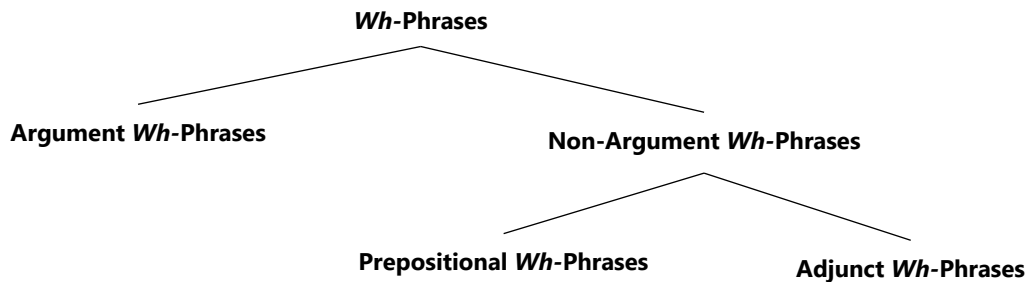 Wh-Phrases
Argument Wh-Phrases
Non-Argument Wh-Phrases
Prepositional Wh-Phrases
Adjunct Wh-Phrases